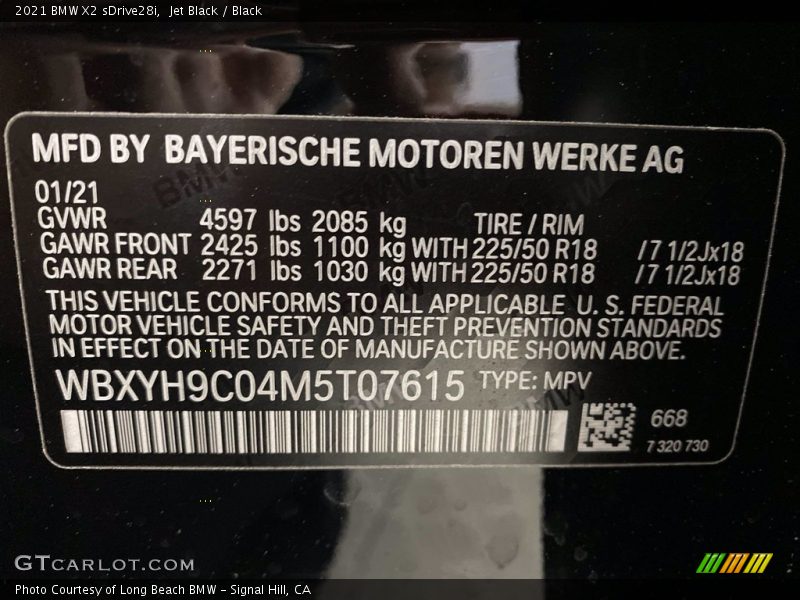 2021 BMW X2 sDrive28i, Jet Black / Black
MFD BY BAYERISCHE MOTOREN WERKE AG
01/21
GVWR 4597 lbs 2085 kg TIRE / RIM
GAWR FRONT 2425 lbs 1100 kg WITH 225/50 R18 /7 1/2Jx18
GAWR REAR 2271 lbs 1030 kg WITH 225/50 R18 /7 1/2Jx18
THIS VEHICLE CONFORMS TO ALL APPLICABLE U. S. FEDERAL
MOTOR VEHICLE SAFETY AND THEFT PREVENTION STANDARDS
IN EFFECT ON THE DATE OF MANUFACTURE SHOWN ABOVE.
WBXYH9C04M5T07615 TYPE: MPV
668
7 320 730
GTCARLOT.COM
Photo Courtesy of Long Beach BMW - Signal Hill, CA